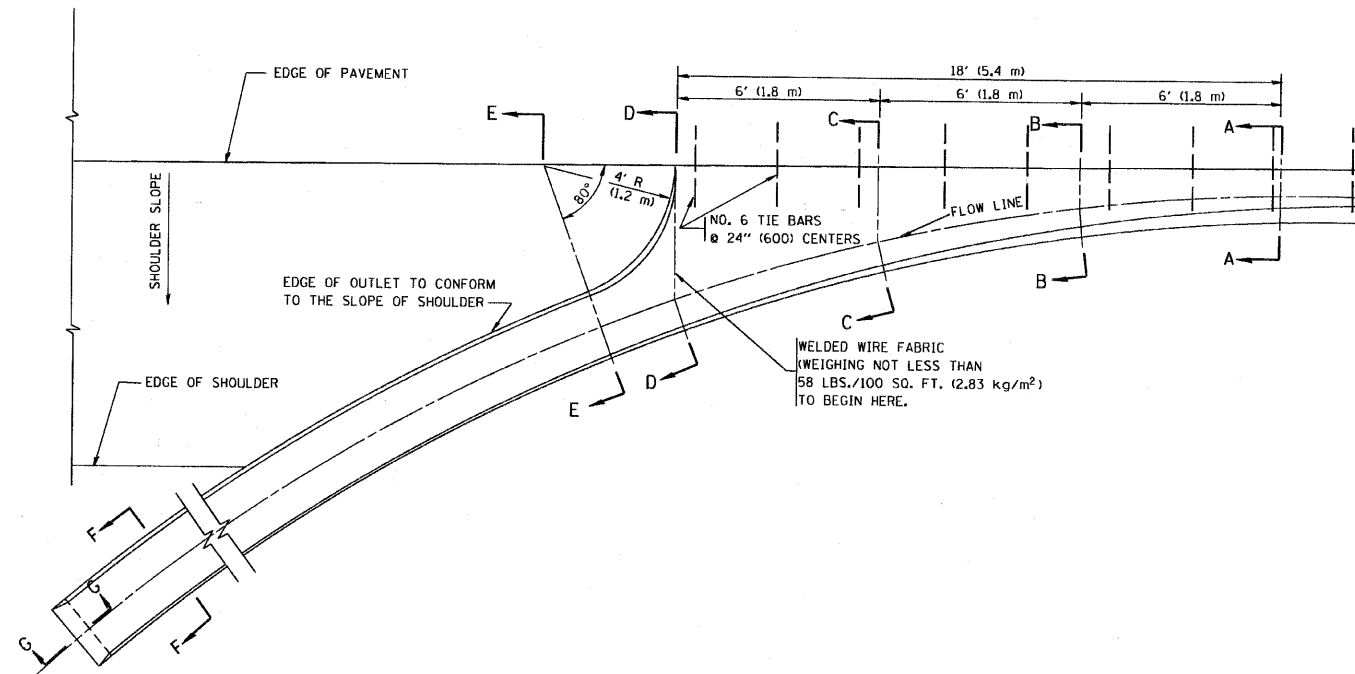 EDGE OF PAVEMENT
18' (5.4 m)
6' (1.8 m)
6' (1.8 m)
6' (1.8 m)
E
D
C
B
A
SHOULDER SLOPE
80°
4' R
(1.2 m)
NO. 6 TIE BARS
@ 24" (600) CENTERS
FLOW LINE
A
B
C
D
E
EDGE OF OUTLET TO CONFORM
TO THE SLOPE OF SHOULDER
WELDED WIRE FABRIC
(WEIGHING NOT LESS THAN
58 LBS./100 SQ. FT. (2.83 kg/m²)
TO BEGIN HERE.
EDGE OF SHOULDER
F
G
G
F